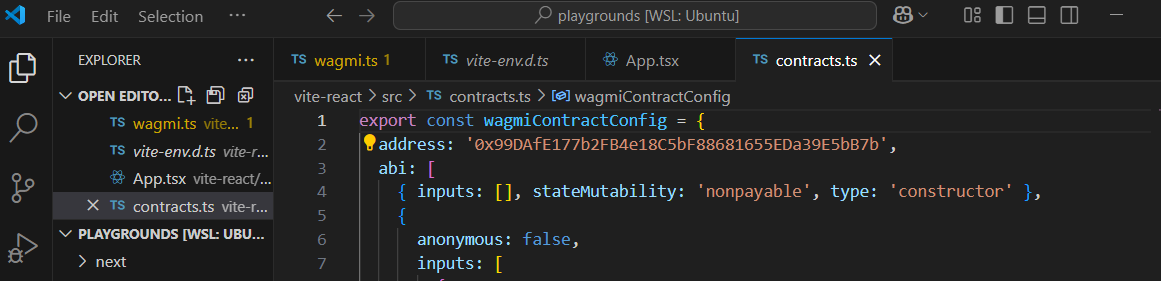 File Edit Selection ··· playgrounds [WSL: Ubuntu]
EXPLORER ···
OPEN EDITO...
TS wagmi.ts vite... 1
TS vite-env.d.ts vite-r...
App.tsx vite-react/...
TS contracts.ts vite-r...
PLAYGROUNDS [WSL: UBU...
next
TS wagmi.ts 1 TS vite-env.d.ts App.tsx TS contracts.ts
vite-react > src > TS contracts.ts > wagmiContractConfig
1 export const wagmiContractConfig = {
2 address: '0x99DAfE177b2FB4e18C5bF88681655EDa39E5bB7b',
3 abi: [
4 { inputs: [], stateMutability: 'nonpayable', type: 'constructor' },
5 {
6 anonymous: false,
7 inputs: [